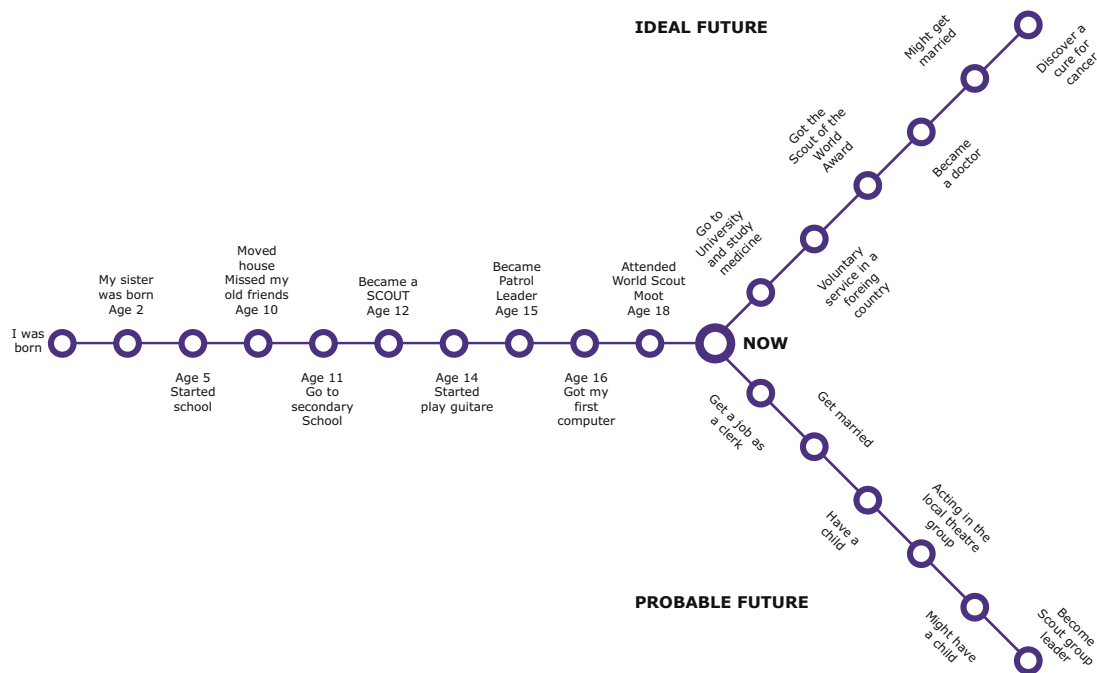 IDEAL FUTURE
I was
born
My sister
was born
Age 2
Age 5
Started
school
Moved
house
Missed my
old friends
Age 10
Age 11
Go to
secondary
School
Became a
SCOUT
Age 12
Age 14
Started
play guitare
Became
Patrol
Leader
Age 15
Age 16
Got my
first
computer
Attended
World Scout
Moot
Age 18
NOW
Go to
University
and study
medicine
Voluntary
service in a
foreing
country
Got the
Scout of the
World
Award
Became
a doctor
Might get
married
Discover a
cure for
cancer
Get a job as
a clerk
Get married
Have a
child
Acting in the
local theatre
group
Might have
a child
Become
Scout group
leader
PROBABLE FUTURE